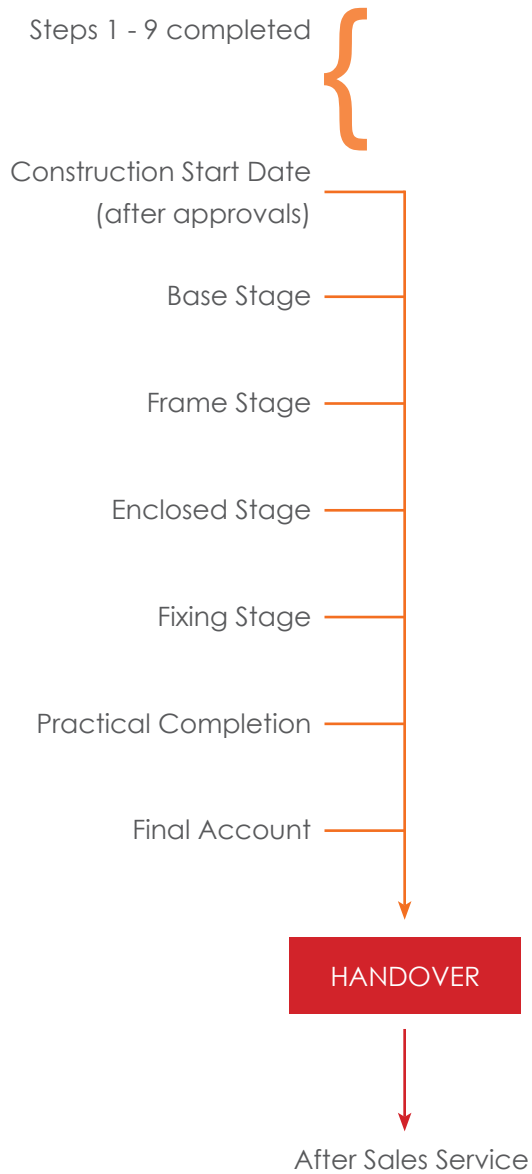 Steps 1 - 9 completed
Construction Start Date
(after approvals)
Base Stage
Frame Stage
Enclosed Stage
Fixing Stage
Practical Completion
Final Account
HANDOVER
After Sales Service